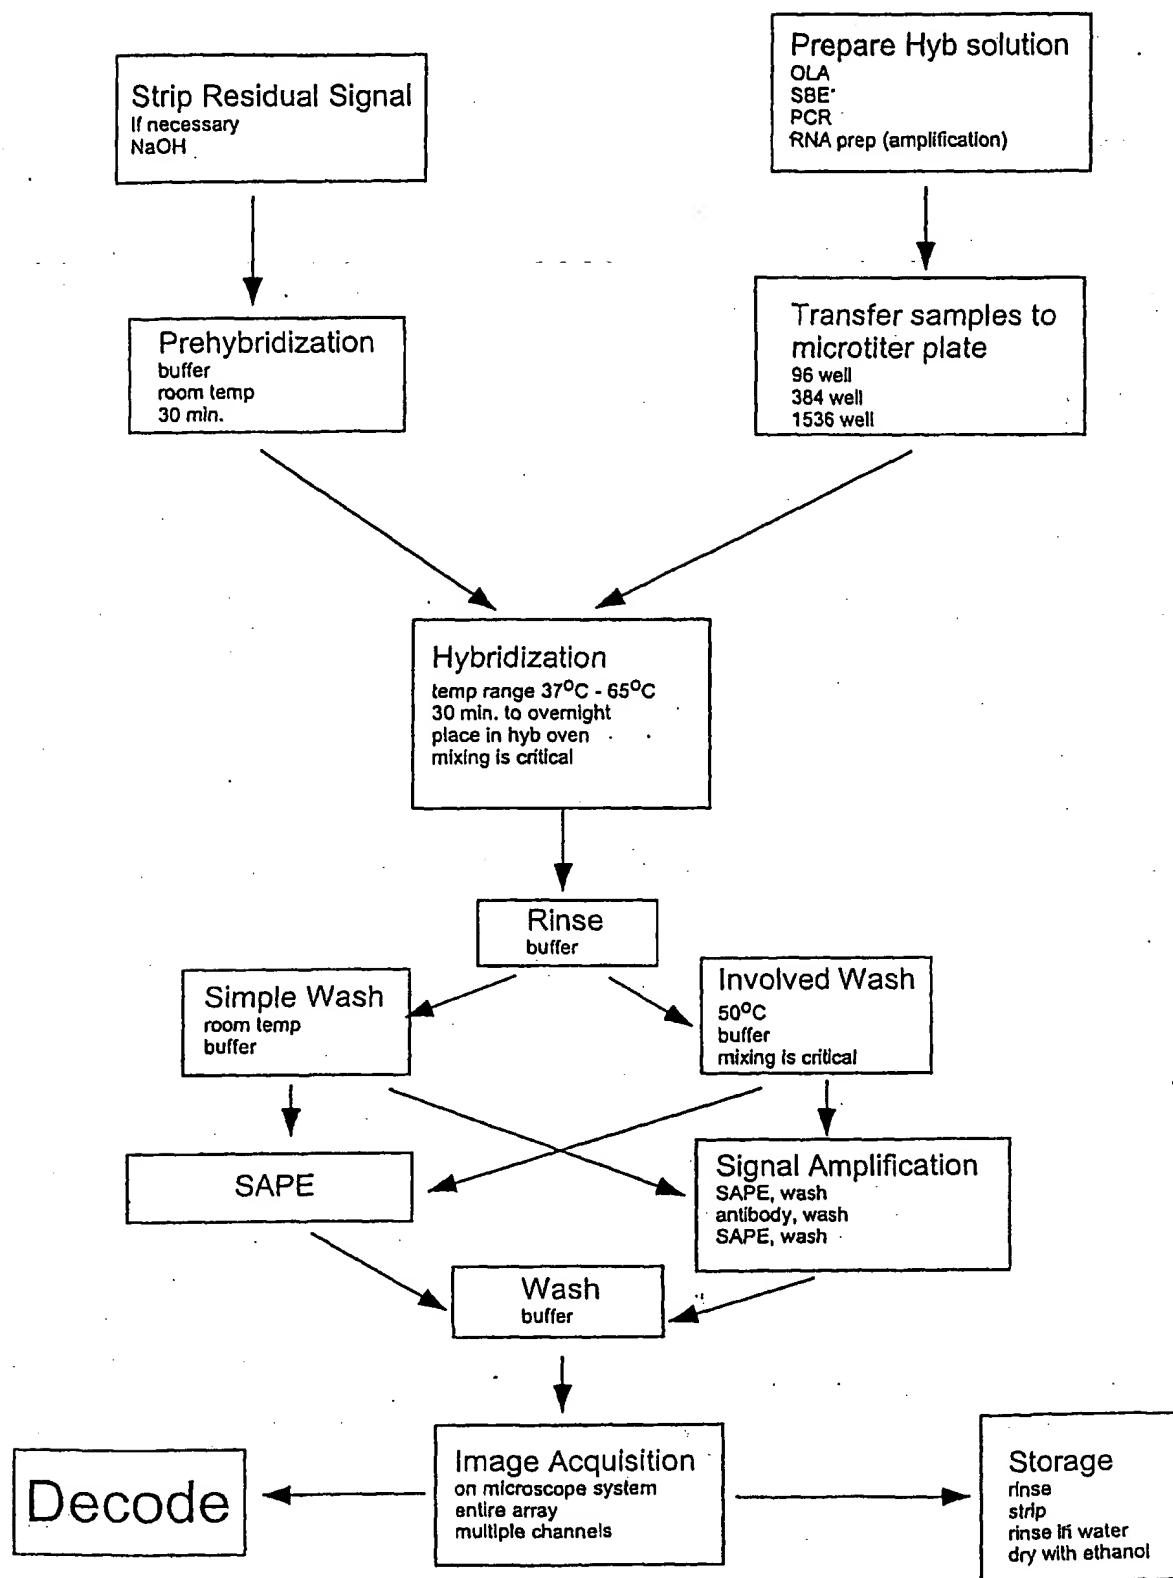 Strip Residual Signal
If necessary
NaOH
Prepare Hyb solution
OLA
SBE
PCR
RNA prep (amplification)
Prehybridization
buffer
room temp
30 min.
Transfer samples to
microtiter plate
96 well
384 well
1536 well
Hybridization
temp range 37°C - 65°C
30 min. to overnight
place in hyb oven
mixing is critical
Rinse
buffer
Simple Wash
room temp
buffer
Involved Wash
50°C
buffer
mixing is critical
SAPE
Signal Amplification
SAPE, wash
antibody, wash
SAPE, wash
Wash
buffer
Decode
Image Acquisition
on microscope system
entire array
multiple channels
Storage
rinse
strip
rinse in water
dry with ethanol